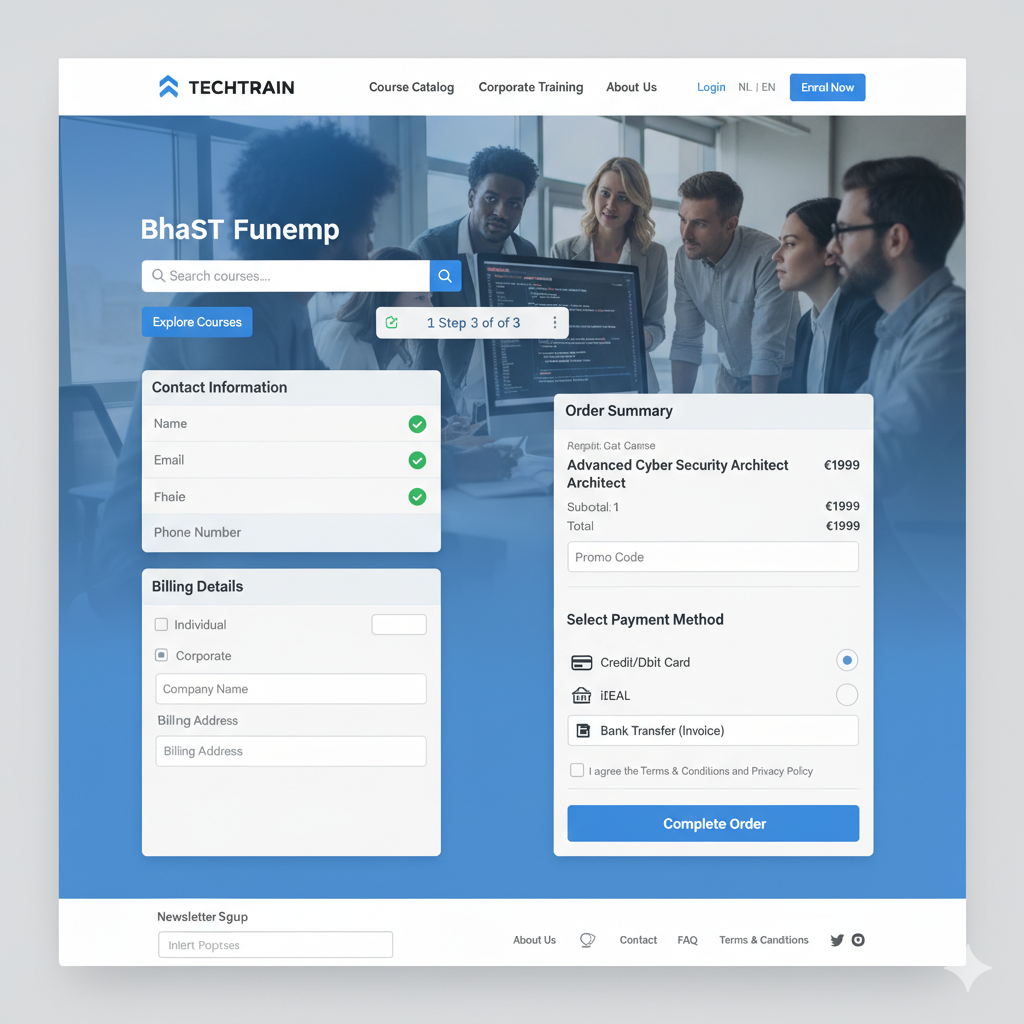 TECHTRAIN
Course Catalog
Corporate Training
About Us
Login
NL | EN
Enral Now
BhaST Funemp
Search courses....
Explore Courses
1 Step 3 of of 3
Contact Information
Name
Email
Fhaie
Phone Number
Billing Details
Individual
Corporate
Company Name
Billng Address
Billing Address
Order Summary
Cat Camse
Advanced Cyber Security Architect €1999
Architect
Subotal: 1 €1999
Total €1999
Promo Code
Select Payment Method
Credit/Dbit Card
iIEAL
Bank Transfer (Invoice)
I agree the Terms & Conditions and Privacy Policy
Complete Order
Newsletter Sgup
Inlert Poptses
About Us
Contact
FAQ
Terms & Canditions